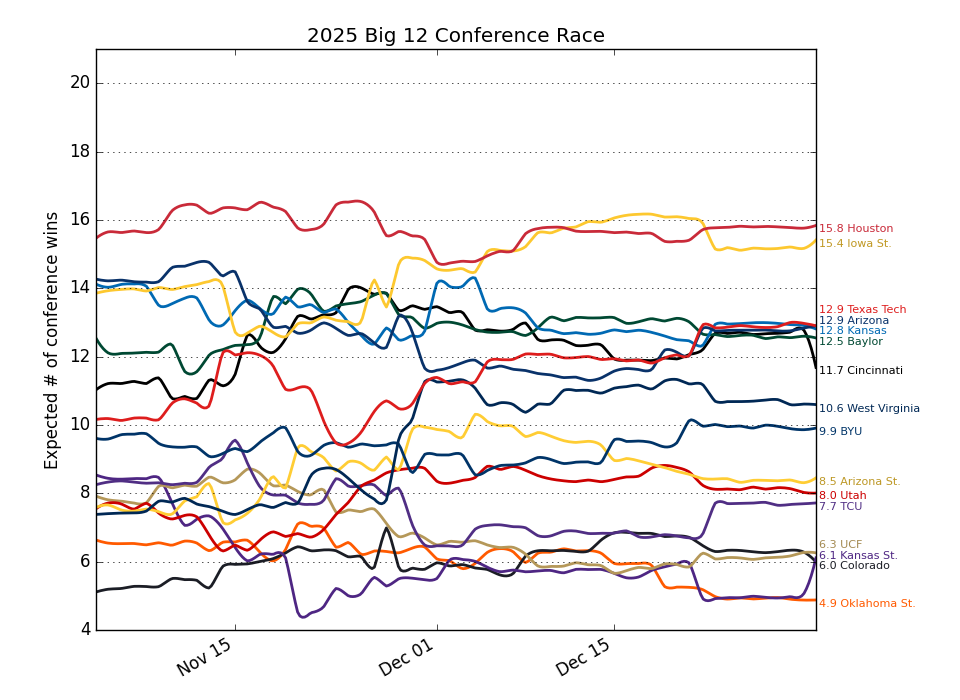 2025 Big 12 Conference Race
Expected # of conference wins
20
18
16
14
12
10
8
6
4
Nov 15
Dec 01
Dec 15
15.8 Houston
15.4 Iowa St.
12.9 Texas Tech
12.9 Arizona
12.8 Kansas
12.5 Baylor
11.7 Cincinnati
10.6 West Virginia
9.9 BYU
8.5 Arizona St.
8.0 Utah
7.7 TCU
6.3 UCF
6.1 Kansas St.
6.0 Colorado
4.9 Oklahoma St.